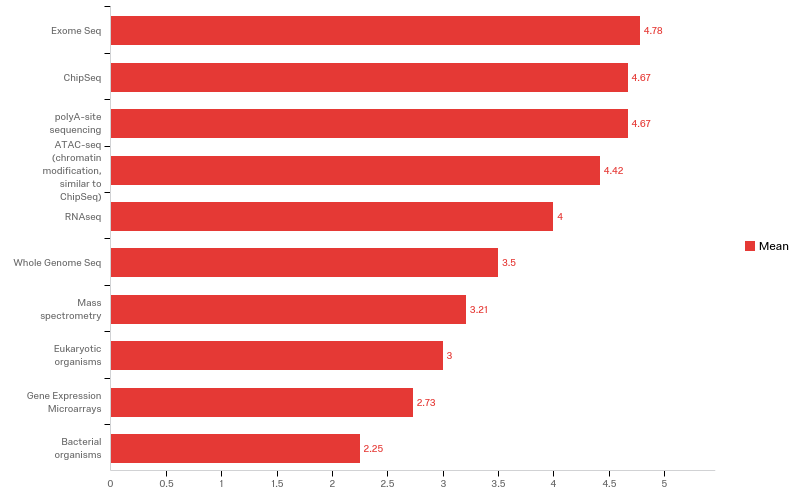 Exome Seq
4.78
ChipSeq
4.67
polyA-site
sequencing
4.67
ATAC-seq
(chromatin
modification,
similar to
ChipSeq)
4.42
RNAseq
4
Whole Genome Seq
3.5
Mass
spectrometry
3.21
Eukaryotic
organisms
3
Gene Expression
Microarrays
2.73
Bacterial
organisms
2.25
0 0.5 1 1.5 2 2.5 3 3.5 4 4.5 5
Mean